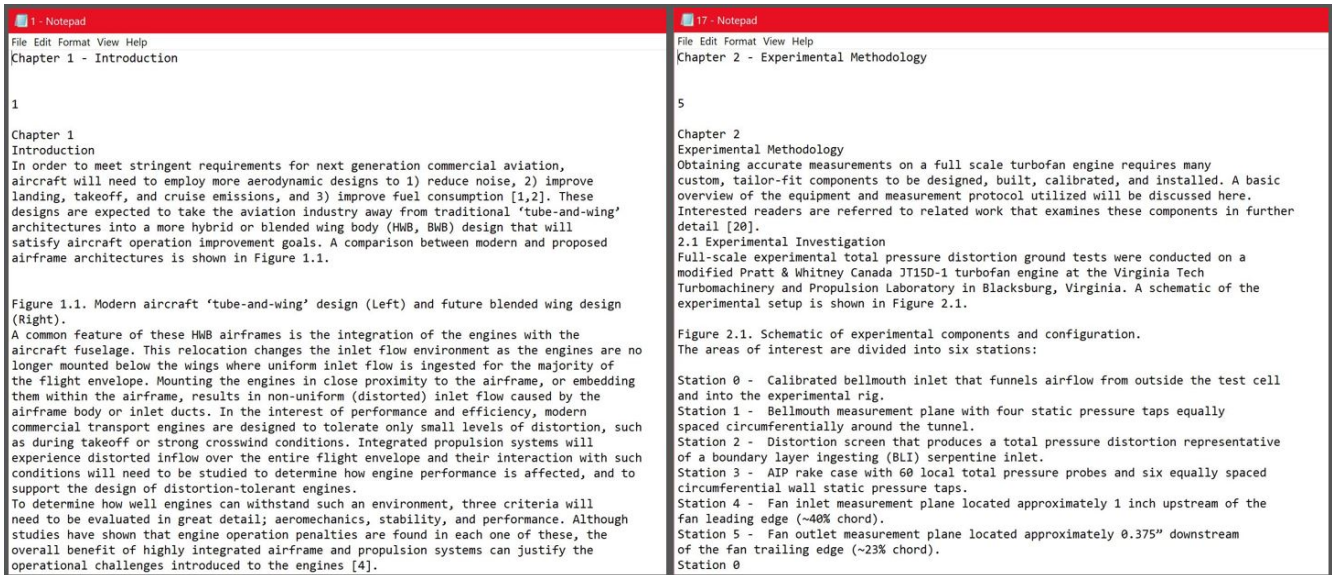 1 - Notepad
File Edit Format View Help
Chapter 1 - Introduction
1
Chapter 1
Introduction
In order to meet stringent requirements for next generation commercial aviation,
aircraft will need to employ more aerodynamic designs to 1) reduce noise, 2) improve
landing, takeoff, and cruise emissions, and 3) improve fuel consumption [1,2]. These
designs are expected to take the aviation industry away from traditional ‘tube-and-wing’
architectures into a more hybrid or blended wing body (HWB, BWB) design that will
satisfy aircraft operation improvement goals. A comparison between modern and proposed
airframe architectures is shown in Figure 1.1.
Figure 1.1. Modern aircraft ‘tube-and-wing’ design (Left) and future blended wing design
(Right).
A common feature of these HWB airframes is the integration of the engines with the
aircraft fuselage. This relocation changes the inlet flow environment as the engines are no
longer mounted below the wings where uniform inlet flow is ingested for the majority of
the flight envelope. Mounting the engines in close proximity to the airframe, or embedding
them within the airframe, results in non-uniform (distorted) inlet flow caused by the
airframe body or inlet ducts. In the interest of performance and efficiency, modern
commercial transport engines are designed to tolerate only small levels of distortion, such
as during takeoff or strong crosswind conditions. Integrated propulsion systems will
experience distorted inflow over the entire flight envelope and their interaction with such
conditions will need to be studied to determine how engine performance is affected, and to
support the design of distortion-tolerant engines.
To determine how well engines can withstand such an environment, three criteria will
need to be evaluated in great detail; aeromechanics, stability, and performance. Although
studies have shown that engine operation penalties are found in each one of these, the
overall benefit of highly integrated airframe and propulsion systems can justify the
operational challenges introduced to the engines [4].
17 - Notepad
File Edit Format View Help
Chapter 2 - Experimental Methodology
5
Chapter 2
Experimental Methodology
Obtaining accurate measurements on a full scale turbofan engine requires many
custom, tailor-fit components to be designed, built, calibrated, and installed. A basic
overview of the equipment and measurement protocol utilized will be discussed here.
Interested readers are referred to related work that examines these components in further
detail [20].
2.1 Experimental Investigation
Full-scale experimental total pressure distortion ground tests were conducted on a
modified Pratt & Whitney Canada JT15D-1 turbofan engine at the Virginia Tech
Turbomachinery and Propulsion Laboratory in Blacksburg, Virginia. A schematic of the
experimental setup is shown in Figure 2.1.
Figure 2.1. Schematic of experimental components and configuration.
The areas of interest are divided into six stations:
Station 0 -  Calibrated bellmouth inlet that funnels airflow from outside the test cell
and into the experimental rig.
Station 1 -  Bellmouth measurement plane with four static pressure taps equally
spaced circumferentially around the tunnel.
Station 2 -  Distortion screen that produces a total pressure distortion representative
of a boundary layer ingesting (BLI) serpentine inlet.
Station 3 -  AIP rake case with 60 local total pressure probes and six equally spaced
circumferential wall static pressure taps.
Station 4 -  Fan inlet measurement plane located approximately 1 inch upstream of the
fan leading edge (~40% chord).
Station 5 -  Fan outlet measurement plane located approximately 0.375” downstream
of the fan trailing edge (~23% chord).
Station 0